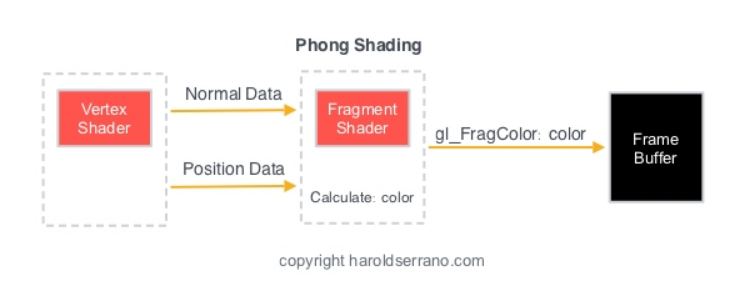 Phong Shading
Vertex
Shader
Normal Data
Position Data
Fragment
Shader
Calculate: color
gl_FragColor: color
Frame
Buffer
copyright haroldserrano.com